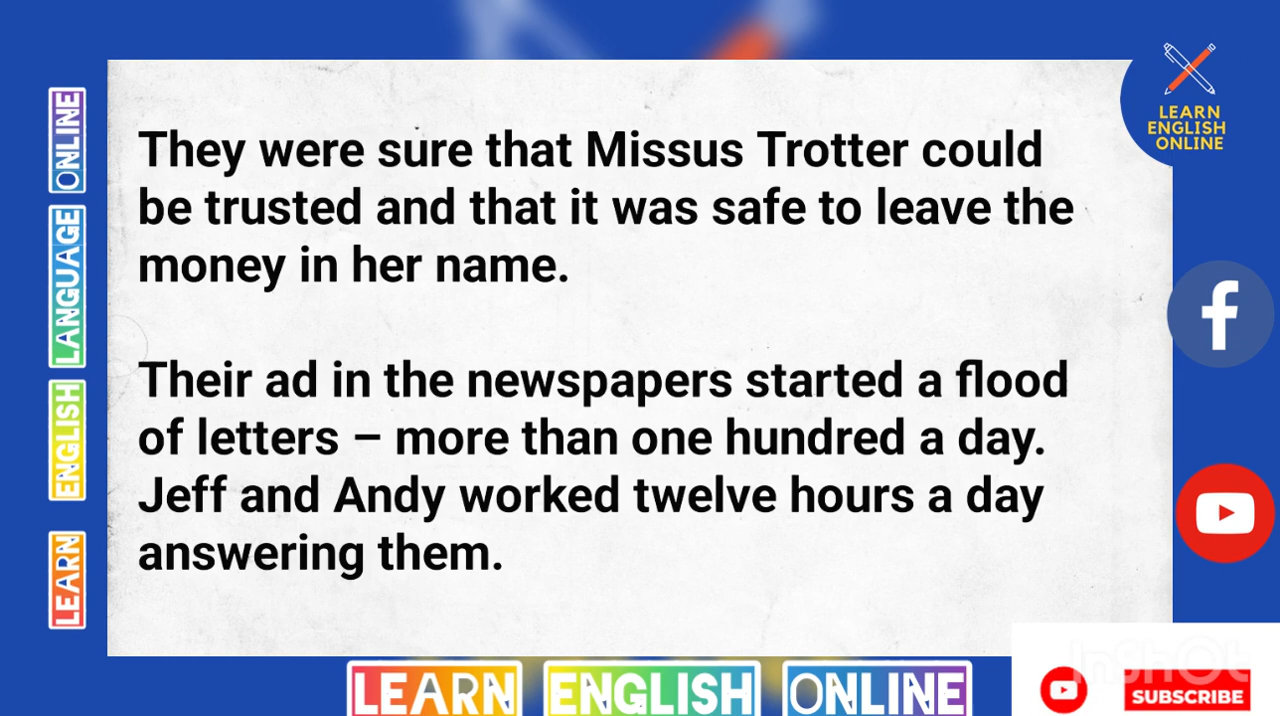 They were sure that Missus Trotter could
be trusted and that it was safe to leave the
money in her name.
Their ad in the newspapers started a flood
of letters – more than one hundred a day.
Jeff and Andy worked twelve hours a day
answering them.
LEARN
ENGLISH
ONLINE
LEARN ENGLISH LANGUAGE ONLINE
LEARN ENGLISH ONLINE
InShOt
SUBSCRIBE